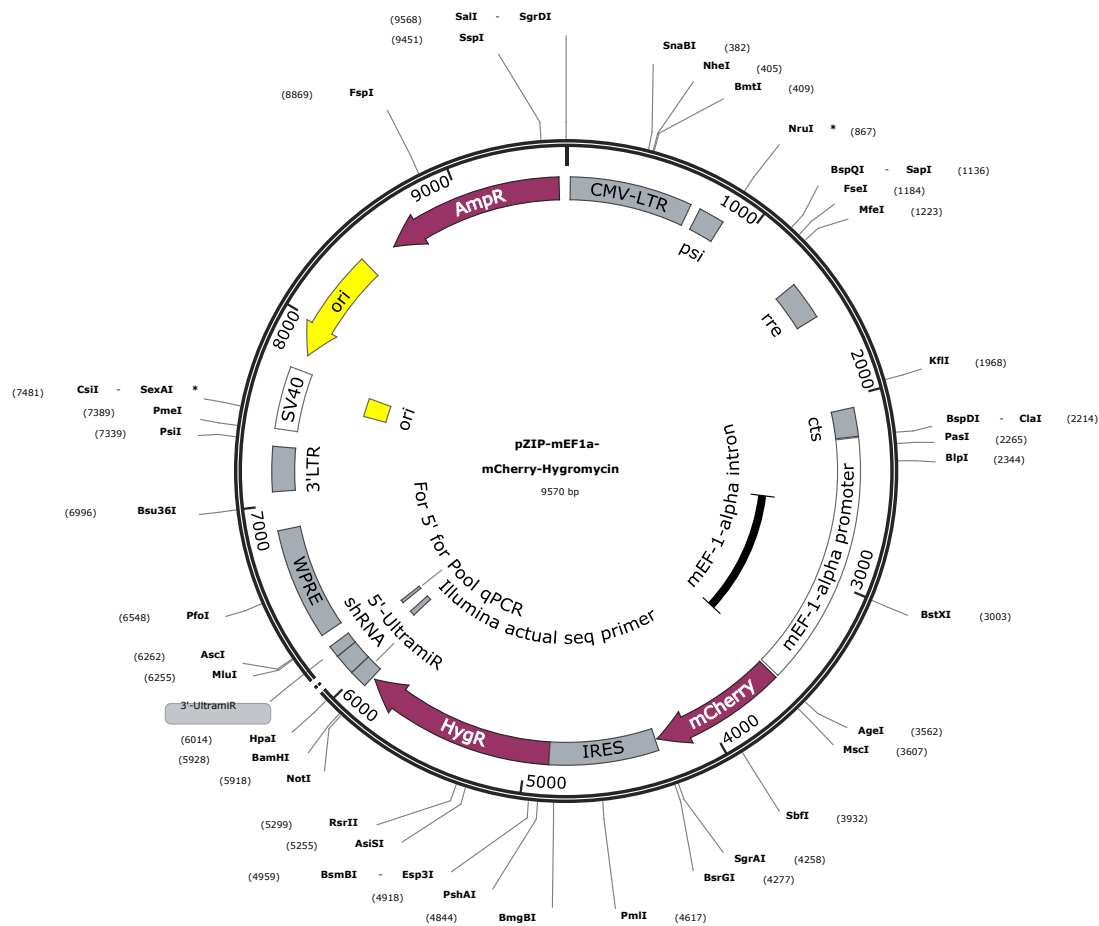 (9568) SalI - SgrDI
(9451) SspI
SnaBI (382)
NheI (405)
BmtI (409)
(8869) FspI
NruI * (867)
BspQI - SapI (1136)
FseI (1184)
MfeI (1223)
9000
AmpR
CMV-LTR
1000
psi
ori
rre
8000
2000
KflI (1968)
(7481) CsiI - SexAI *
(7389) PmeI
(7339) PsiI
SV40
ori
cts
BspDI - ClaI (2214)
PasI (2265)
BlpI (2344)
pZIP-mEF1a-
mCherry-Hygromycin
9570 bp
3'LTR
mEF-1-alpha intron
mEF-1-alpha promoter
(6996) Bsu36I
7000
For 5' for Pool qPCR
Illumina actual seq primer
WPRE
3000
(6548) PfoI
BstXI (3003)
5'-UltramiR
shRNA
(6262) AscI
(6255) MluI
3'-UltramiR
6000
HygR
IRES
mCherry
4000
5000
(6014) HpaI
(5928) BamHI
(5918) NotI
AgeI (3562)
MscI (3607)
SbfI (3932)
(5299) RsrII
(5255) AsiSI
(4959) BsmBI - Esp3I
(4918) PshAI
(4844) BmgBI
PmlI (4617)
SgrAI (4258)
BsrGI (4277)